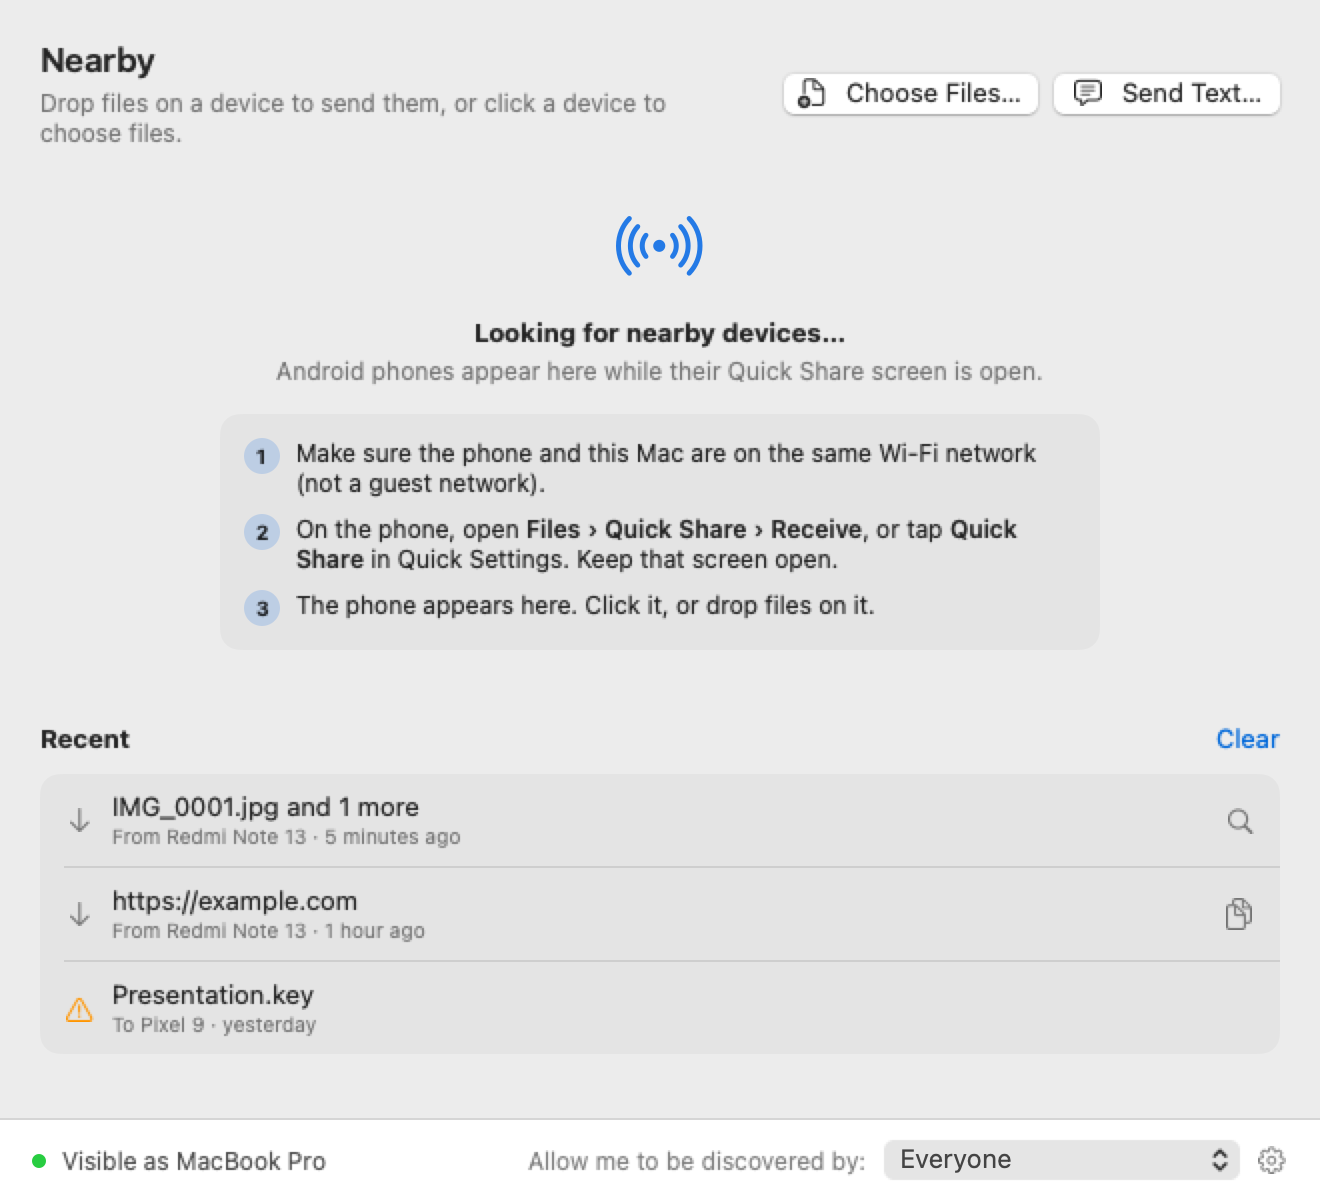 Nearby
Drop files on a device to send them, or click a device to
choose files.
Choose Files...
Send Text...
Looking for nearby devices...
Android phones appear here while their Quick Share screen is open.
1 Make sure the phone and this Mac are on the same Wi-Fi network
(not a guest network).
2 On the phone, open Files › Quick Share › Receive, or tap Quick
Share in Quick Settings. Keep that screen open.
3 The phone appears here. Click it, or drop files on it.
Recent
Clear
IMG_0001.jpg and 1 more
From Redmi Note 13 · 5 minutes ago
https://example.com
From Redmi Note 13 · 1 hour ago
Presentation.key
To Pixel 9 · yesterday
Visible as MacBook Pro
Allow me to be discovered by:
Everyone